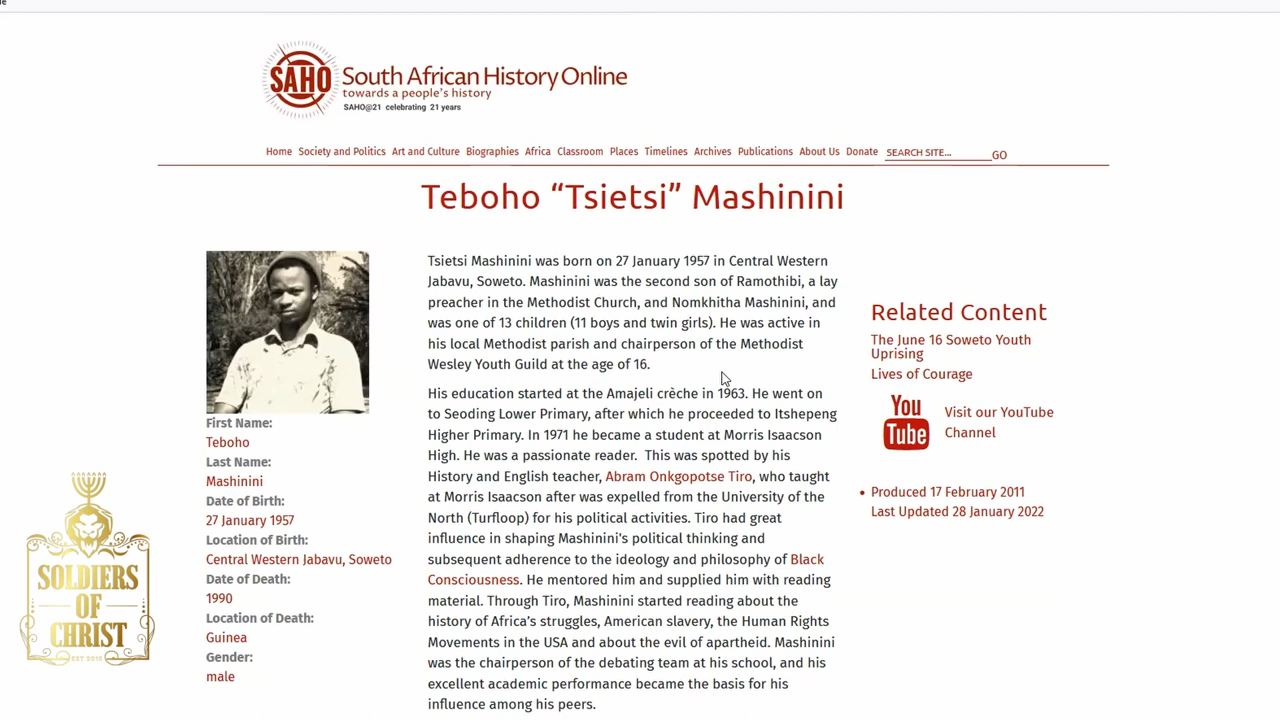 SAHO
South African History Online
towards a people's history
SAHO@21 celebrating 21 years
Home Society and Politics Art and Culture Biographies Africa Classroom Places Timelines Archives Publications About Us Donate SEARCH SITE... GO
Teboho “Tsietsi” Mashinini
First Name:
Teboho
Last Name:
Mashinini
Date of Birth:
27 January 1957
Location of Birth:
Central Western Jabavu, Soweto
Date of Death:
1990
Location of Death:
Guinea
Gender:
male
Tsietsi Mashinini was born on 27 January 1957 in Central Western
Jabavu, Soweto. Mashinini was the second son of Ramothibi, a lay
preacher in the Methodist Church, and Nomkhitha Mashinini, and
was one of 13 children (11 boys and twin girls). He was active in
his local Methodist parish and chairperson of the Methodist
Wesley Youth Guild at the age of 16.
His education started at the Amajeli crèche in 1963. He went on
to Seoding Lower Primary, after which he proceeded to Itshepeng
Higher Primary. In 1971 he became a student at Morris Isaacson
High. He was a passionate reader.  This was spotted by his
History and English teacher, Abram Onkgopotse Tiro, who taught
at Morris Isaacson after was expelled from the University of the
North (Turfloop) for his political activities. Tiro had great
influence in shaping Mashinini's political thinking and
subsequent adherence to the ideology and philosophy of Black
Consciousness. He mentored him and supplied him with reading
material. Through Tiro, Mashinini started reading about the
history of Africa’s struggles, American slavery, the Human Rights
Movements in the USA and about the evil of apartheid. Mashinini
was the chairperson of the debating team at his school, and his
excellent academic performance became the basis for his
influence among his peers.
Related Content
The June 16 Soweto Youth
Uprising
Lives of Courage
You
Tube
Visit our YouTube
Channel
Produced 17 February 2011
Last Updated 28 January 2022
SOLDIERS
OF
CHRIST
EST 2015